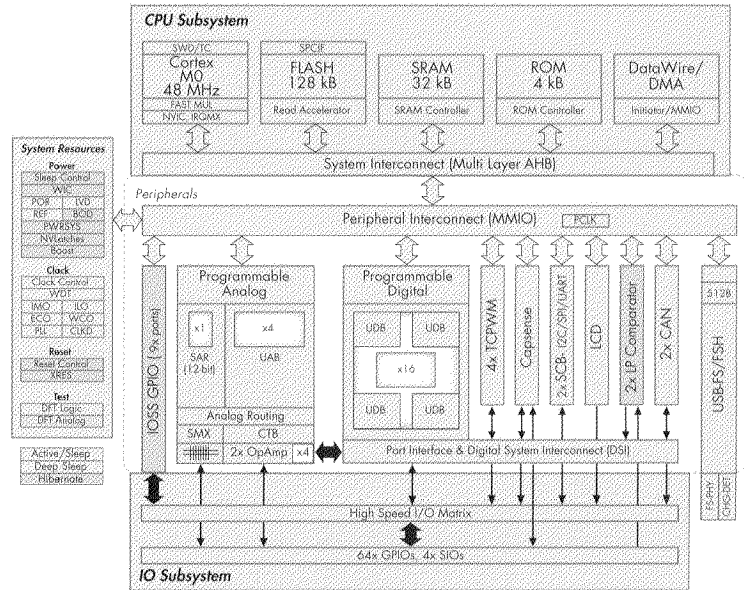 CPU Subsystem
SWD/TC
Cortex
M0
48 MHz
FAST MUL
NVIC, IRQMX
SPCIF
FLASH
128 kB
Read Accelerator
SRAM
32 kB
SRAM Controller
ROM
4 kB
ROM Controller
DataWire/
DMA
Initiator/MMIO
System Interconnect (Multi Layer AHB)
System Resources
Power
Sleep Control
WIC
POR LVD
REF BOD
PWRSYS
NVLatches
Boost
Clock
Clock Control
WDT
IMO ILO
ECO WCO
PLL CLKD
Reset
Reset Control
XRES
Test
DFT Logic
DFT Analog
Active/Sleep
Deep Sleep
Hibernate
Peripherals
Peripheral Interconnect (MMIO)
PCLK
IOSS GPIO (9x ports)
Programmable
Analog
x1
SAR
(12-bit)
x4
UAB
Analog Routing
SMX CTB
2x OpAmp x4
Programmable
Digital
UDB UDB
x16
UDB UDB
4x TCPWM
Capsense
2x SCB- I2C/SPI/UART
LCD
2x LP Comparator
2x CAN
512B
USB-FS/FSH
FS-PHY
CHG-DET
Port Interface & Digital System Interconnect (DSI)
High Speed I/O Matrix
64x GPIOs, 4x SIOs
IO Subsystem